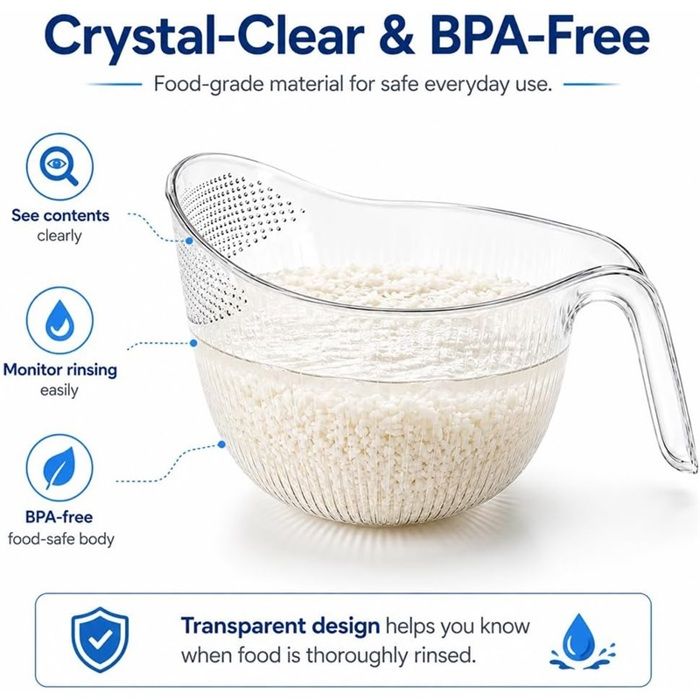 Crystal-Clear & BPA-Free
Food-grade material for safe everyday use.
See contents
clearly
Monitor rinsing
easily
BPA-free
food-safe body
Transparent design helps you know
when food is thoroughly rinsed.